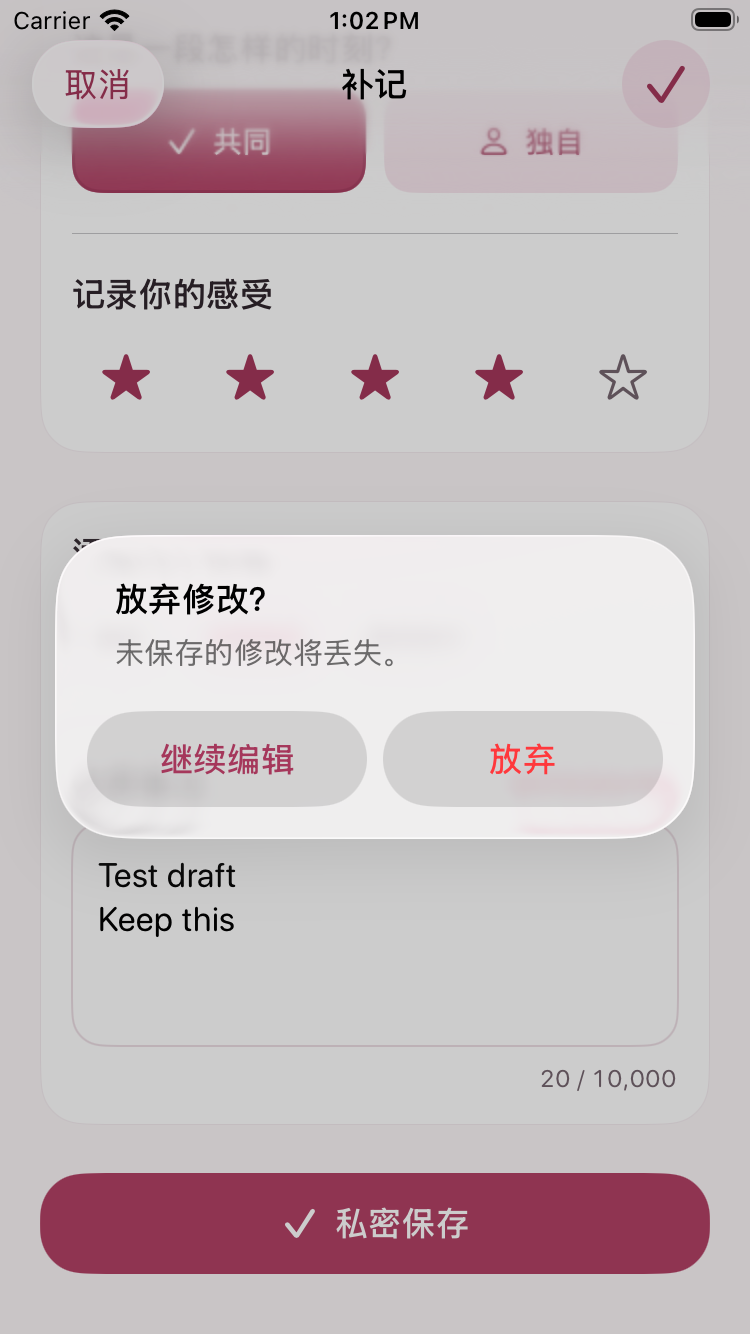 Carrier
1:02 PM
取消
补记
共同
独自
记录你的感受
放弃修改?
未保存的修改将丢失。
继续编辑
放弃
Test draft
Keep this
20 / 10,000
私密保存